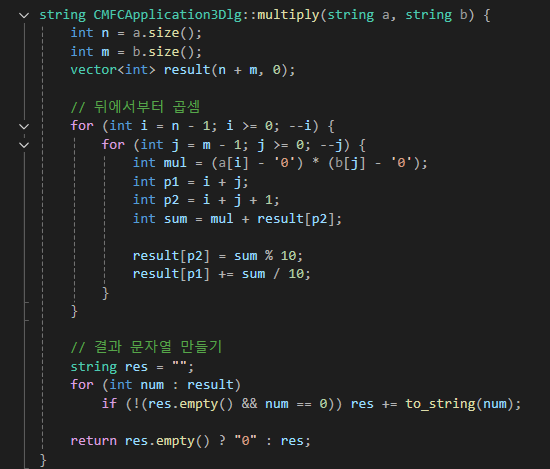 string CMFCApplication3Dlg::multiply(string a, string b) {
    int n = a.size();
    int m = b.size();
    vector<int> result(n + m, 0);

    // 뒤에서부터 곱셈
    for (int i = n - 1; i >= 0; --i) {
        for (int j = m - 1; j >= 0; --j) {
            int mul = (a[i] - '0') * (b[j] - '0');
            int p1 = i + j;
            int p2 = i + j + 1;
            int sum = mul + result[p2];

            result[p2] = sum % 10;
            result[p1] += sum / 10;
        }
    }

    // 결과 문자열 만들기
    string res = "";
    for (int num : result)
        if (!(res.empty() && num == 0)) res += to_string(num);

    return res.empty() ? "0" : res;
}